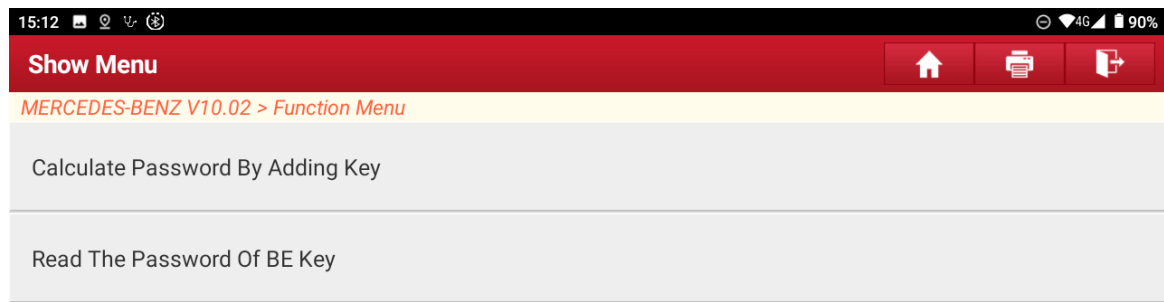 15:12 4G 90%
Show Menu
MERCEDES-BENZ V10.02 > Function Menu
Calculate Password By Adding Key
Read The Password Of BE Key